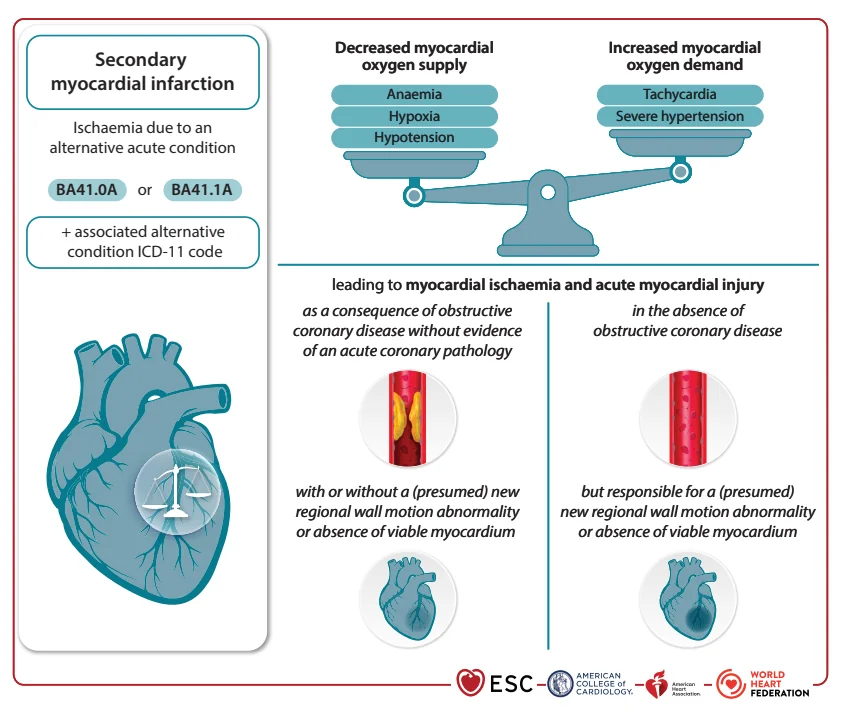 Secondary
myocardial infarction
Ischaemia due to an
alternative acute condition
BA41.0A or BA41.1A
+ associated alternative
condition ICD-11 code
Decreased myocardial
oxygen supply
Anaemia
Hypoxia
Hypotension
Increased myocardial
oxygen demand
Tachycardia
Severe hypertension
leading to myocardial ischaemia and acute myocardial injury
as a consequence of obstructive
coronary disease without evidence
of an acute coronary pathology
with or without a (presumed) new
regional wall motion abnormality
or absence of viable myocardium
in the absence of
obstructive coronary disease
but responsible for a (presumed)
new regional wall motion abnormality
or absence of viable myocardium
ESC
AMERICAN
COLLEGE of
CARDIOLOGY.
American
Heart
Association.
WORLD
HEART
FEDERATION